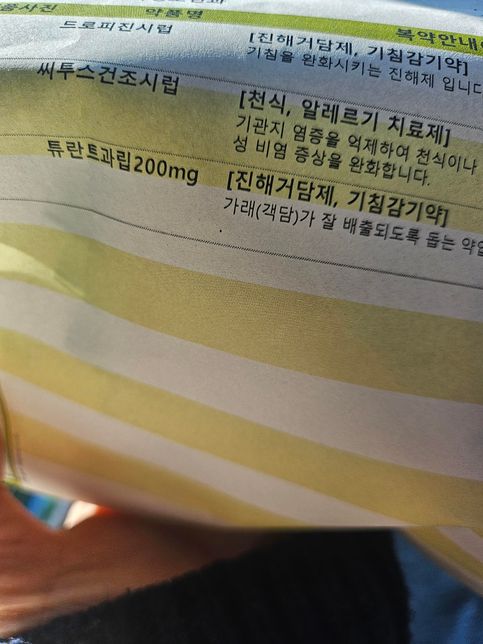 약품명
복약안내
드로피진시럽
[진해거담제, 기침감기약]
기침을 완화시키는 진해제 입니다
씨투스건조시럽
[천식, 알레르기 치료제]
기관지 염증을 억제하여 천식이나
성 비염 증상을 완화합니다.
튜란트과립200mg
[진해거담제, 기침감기약]
가래(객담)가 잘 배출되도록 돕는